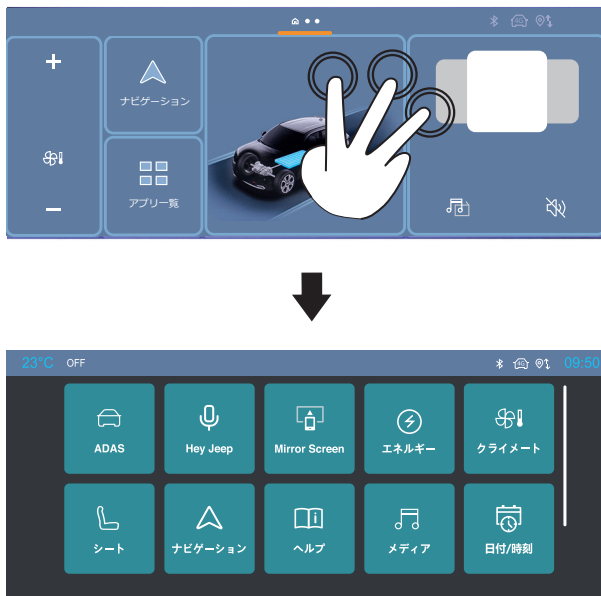 4G
ナビゲーション
アプリ一覧
23°C OFF 4G 09:50
ADAS Hey Jeep Mirror Screen エネルギー クライメート
シート ナビゲーション ヘルプ メディア 日付/時刻